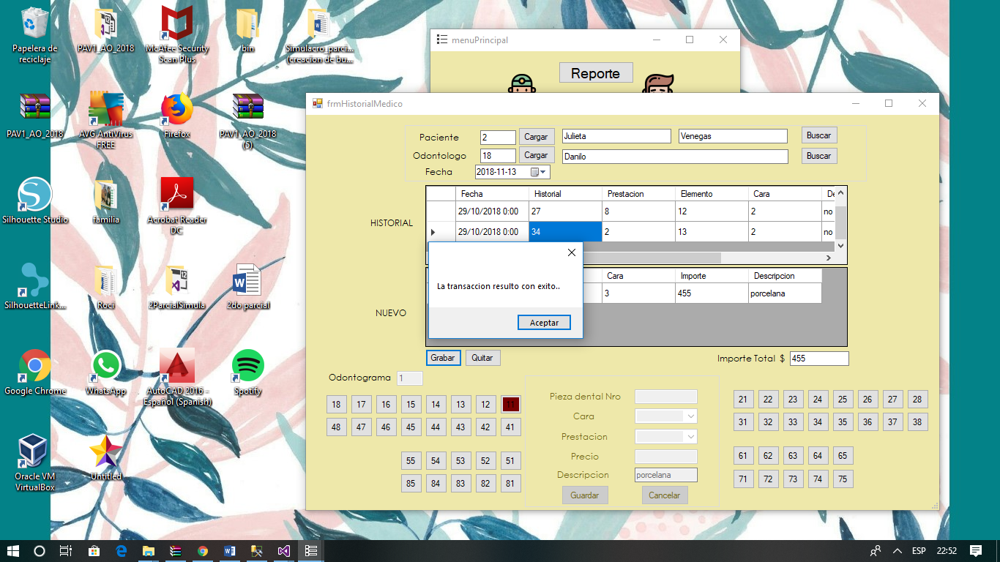 Papelera de
reciclaje
PAV1_AO_2018
McAfee Security
Scan Plus
bin
Simulacro_parci...
(creacion de bu...
PAV1_AO_2018
AVG AntiVirus
FREE
Firefox
PAV1_AO_2018
(5)
Silhouette Studio
familia
Acrobat Reader
DC
SilhouetteLink...
Roci
2ParcialSimula
2do parcial
Google Chrome
WhatsApp
AutoCAD 2016 -
Español (Spanish)
Spotify
Oracle VM
VirtualBox
Untitled
menuPrincipal
Reporte
frmHistorialMedico
Paciente 2 Cargar Julieta Venegas Buscar
Odontologo 18 Cargar Danilo Buscar
Fecha 2018-11-13
HISTORIAL
Fecha Historial Prestacion Elemento Cara De
29/10/2018 0:00 27 8 12 2 no
29/10/2018 0:00 34 2 13 2 no
La transaccion resulto con exito..
Aceptar
NUEVO
Cara Importe Descripcion
3 455 porcelana
Grabar Quitar
Importe Total $ 455
Odontograma 1
18 17 16 15 14 13 12 11
48 47 46 45 44 43 42 41
55 54 53 52 51
85 84 83 82 81
Pieza dental Nro
Cara
Prestacion
Precio
Descripcion porcelana
Guardar Cancelar
21 22 23 24 25 26 27 28
31 32 33 34 35 36 37 38
61 62 63 64 65
71 72 73 74 75
ESP 22:52